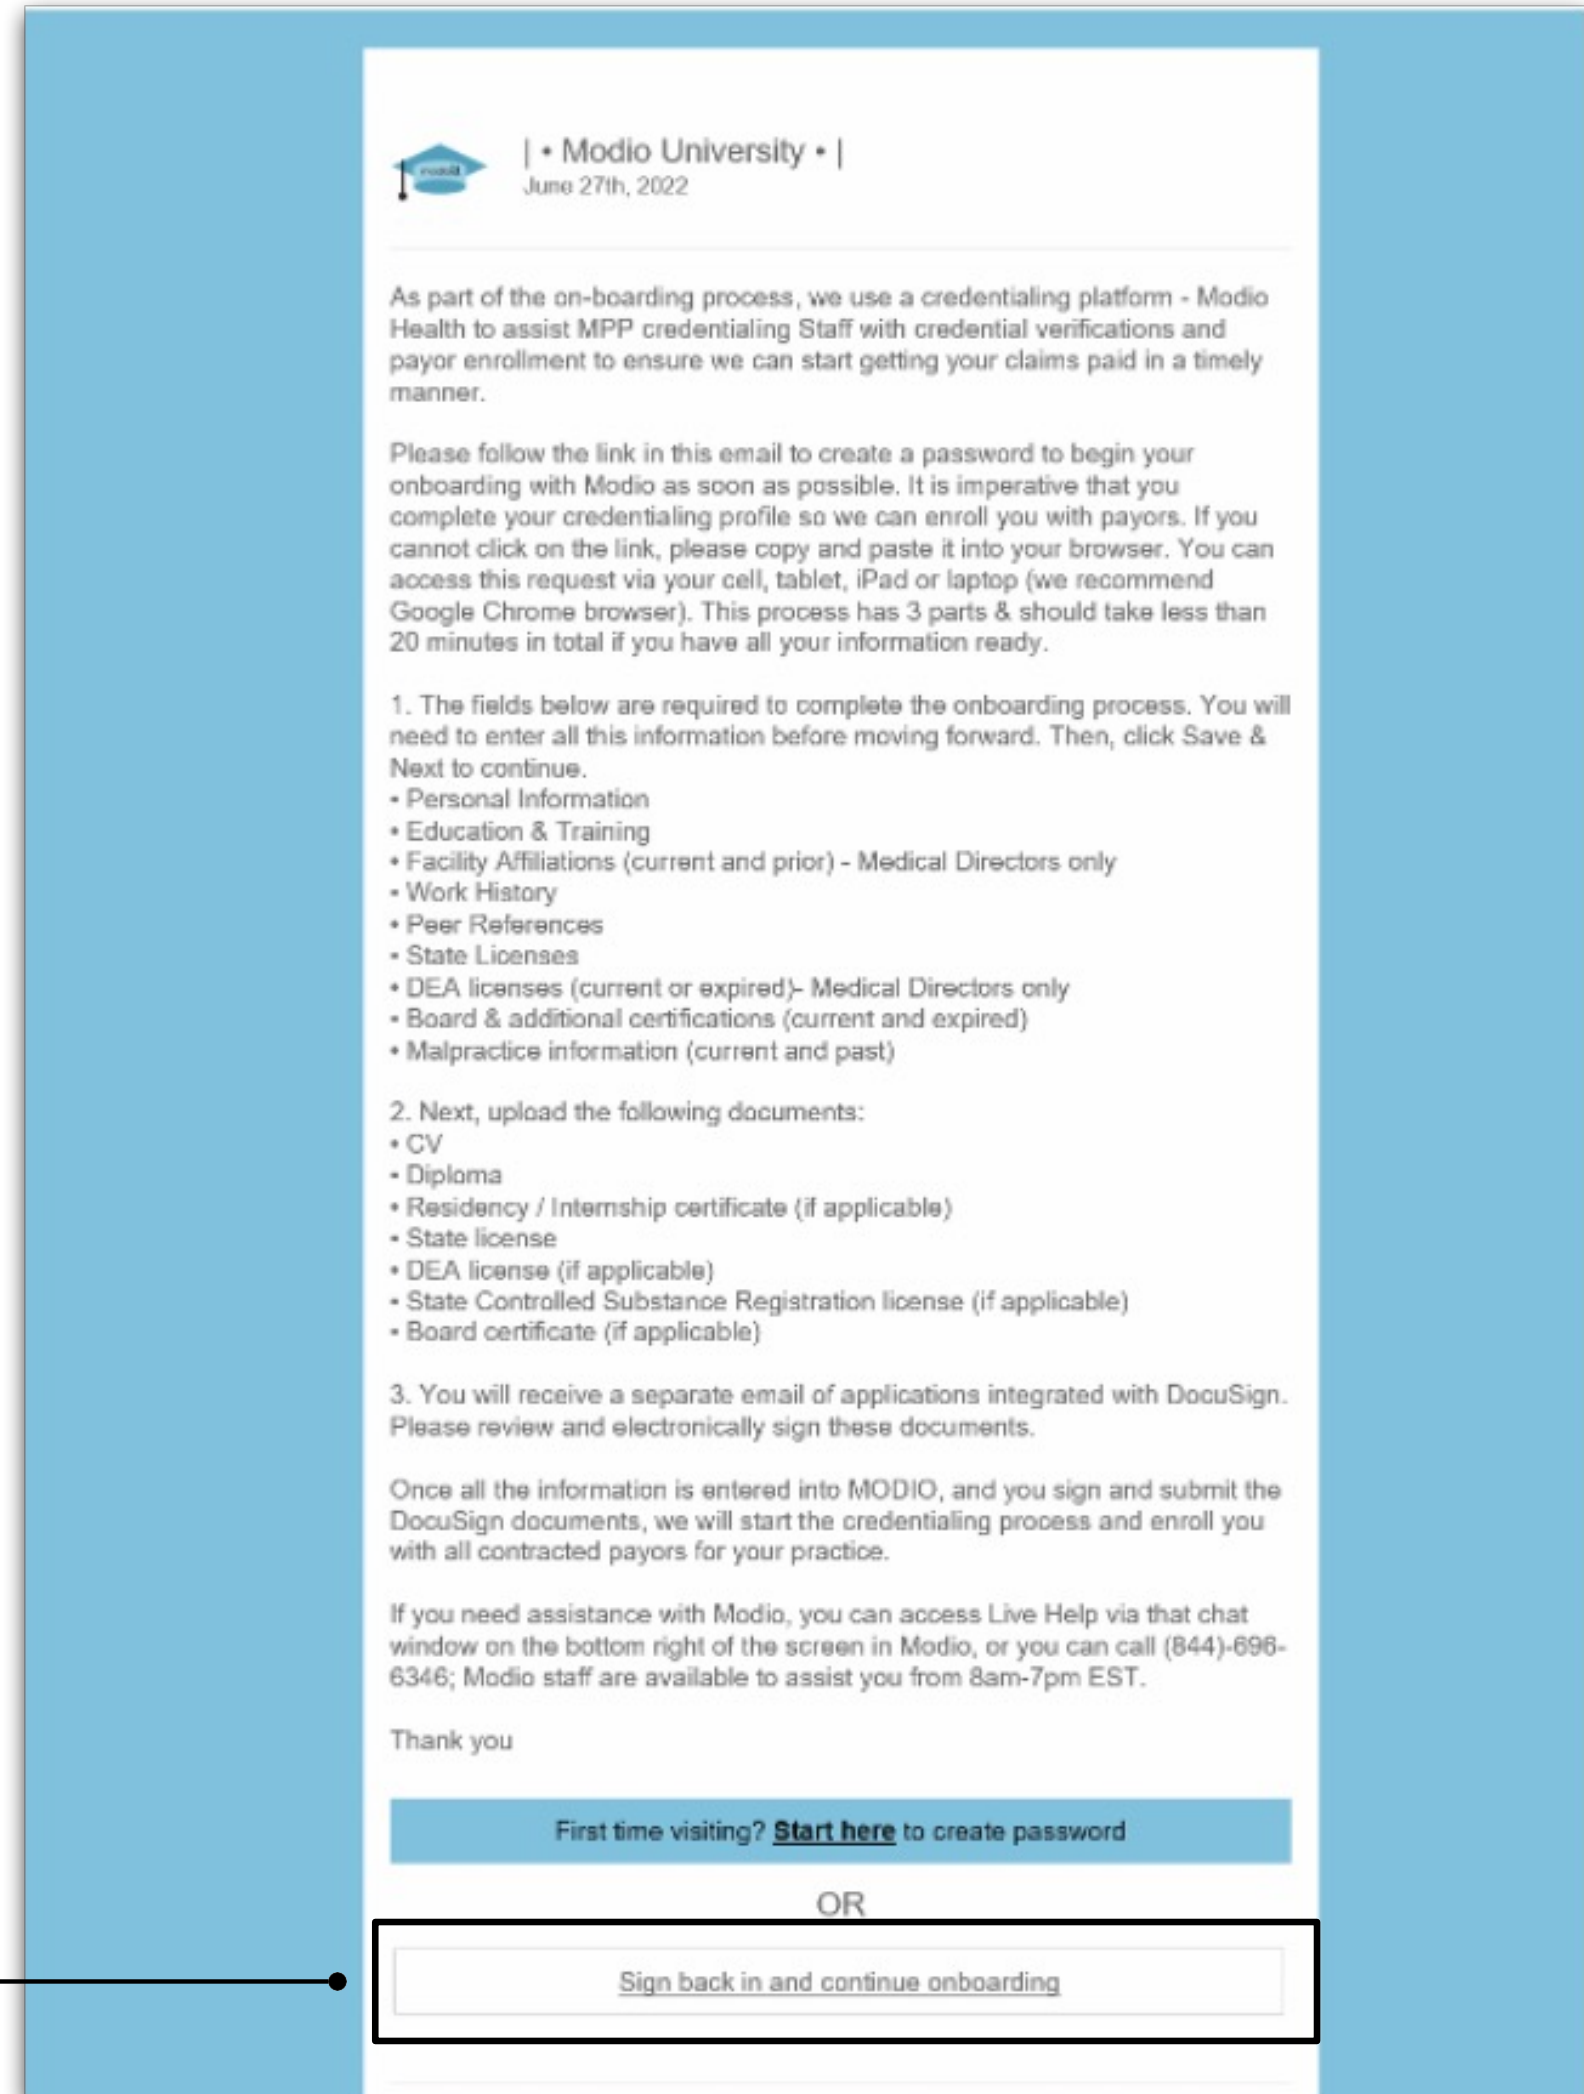 | • Modio University • |
June 27th, 2022
As part of the on-boarding process, we use a credentialing platform - Modio
Health to assist MPP credentialing Staff with credential verifications and
payor enrollment to ensure we can start getting your claims paid in a timely
manner.
Please follow the link in this email to create a password to begin your
onboarding with Modio as soon as possible. It is imperative that you
complete your credentialing profile so we can enroll you with payors. If you
cannot click on the link, please copy and paste it into your browser. You can
access this request via your cell, tablet, iPad or laptop (we recommend
Google Chrome browser). This process has 3 parts & should take less than
20 minutes in total if you have all your information ready.
1. The fields below are required to complete the onboarding process. You will
need to enter all this information before moving forward. Then, click Save &
Next to continue.
• Personal Information
• Education & Training
• Facility Affiliations (current and prior) - Medical Directors only
• Work History
• Peer References
• State Licenses
• DEA licenses (current or expired)- Medical Directors only
• Board & additional certifications (current and expired)
• Malpractice information (current and past)
2. Next, upload the following documents:
• CV
• Diploma
• Residency / Internship certificate (if applicable)
• State license
• DEA license (if applicable)
• State Controlled Substance Registration license (if applicable)
• Board certificate (if applicable)
3. You will receive a separate email of applications integrated with DocuSign.
Please review and electronically sign these documents.
Once all the information is entered into MODIO, and you sign and submit the
DocuSign documents, we will start the credentialing process and enroll you
with all contracted payors for your practice.
If you need assistance with Modio, you can access Live Help via that chat
window on the bottom right of the screen in Modio, or you can call (844)-696-
6346; Modio staff are available to assist you from 8am-7pm EST.
Thank you
First time visiting? Start here to create password
OR
Sign back in and continue onboarding